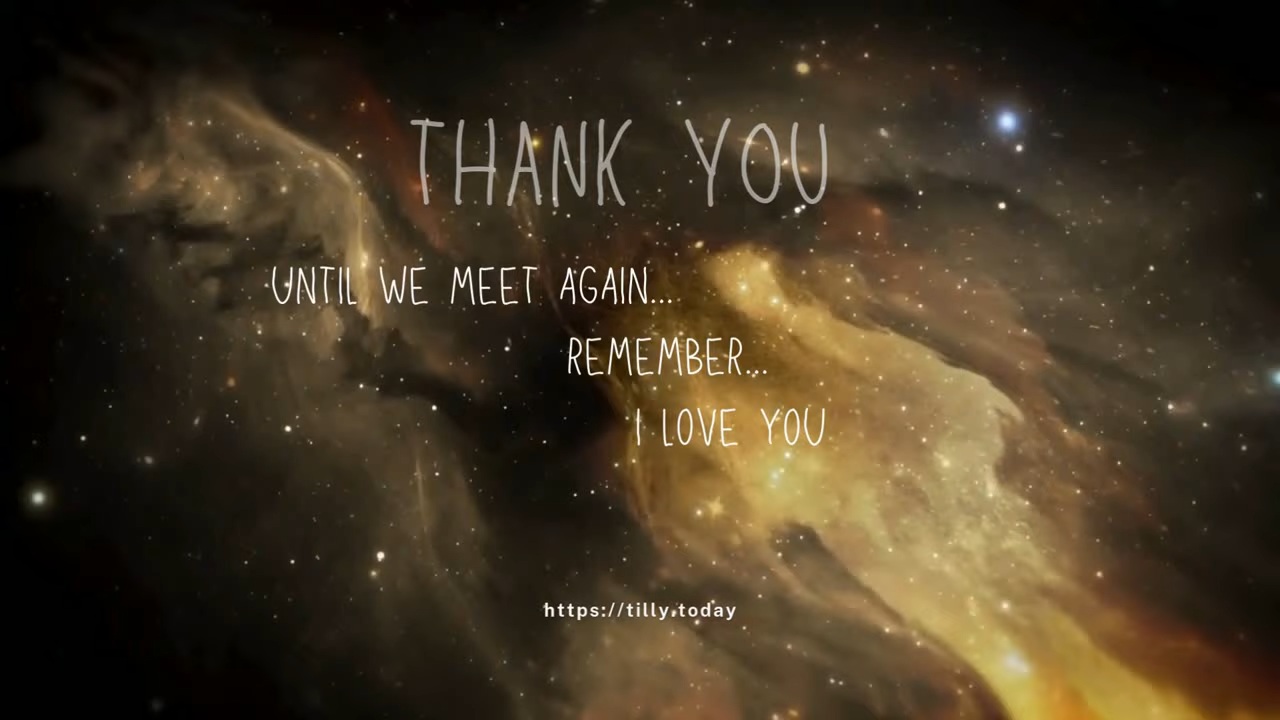 THANK YOU
UNTIL WE MEET AGAIN...
REMEMBER...
I LOVE YOU
https://tilly.today